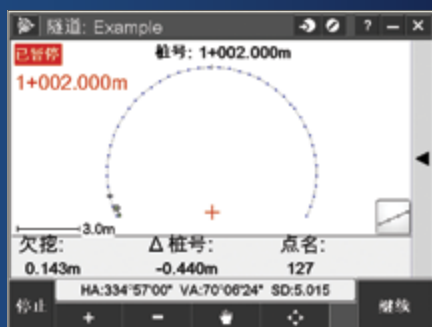 隧道: Example
? — ×
已暂停
桩号: 1+002.000m
1+002.000m
3.0m
欠挖:
Δ 桩号:
点名:
0.143m
-0.440m
127
HA:334°57'00" VA:70°06'24" SD:5.015
停止
继续
+ −